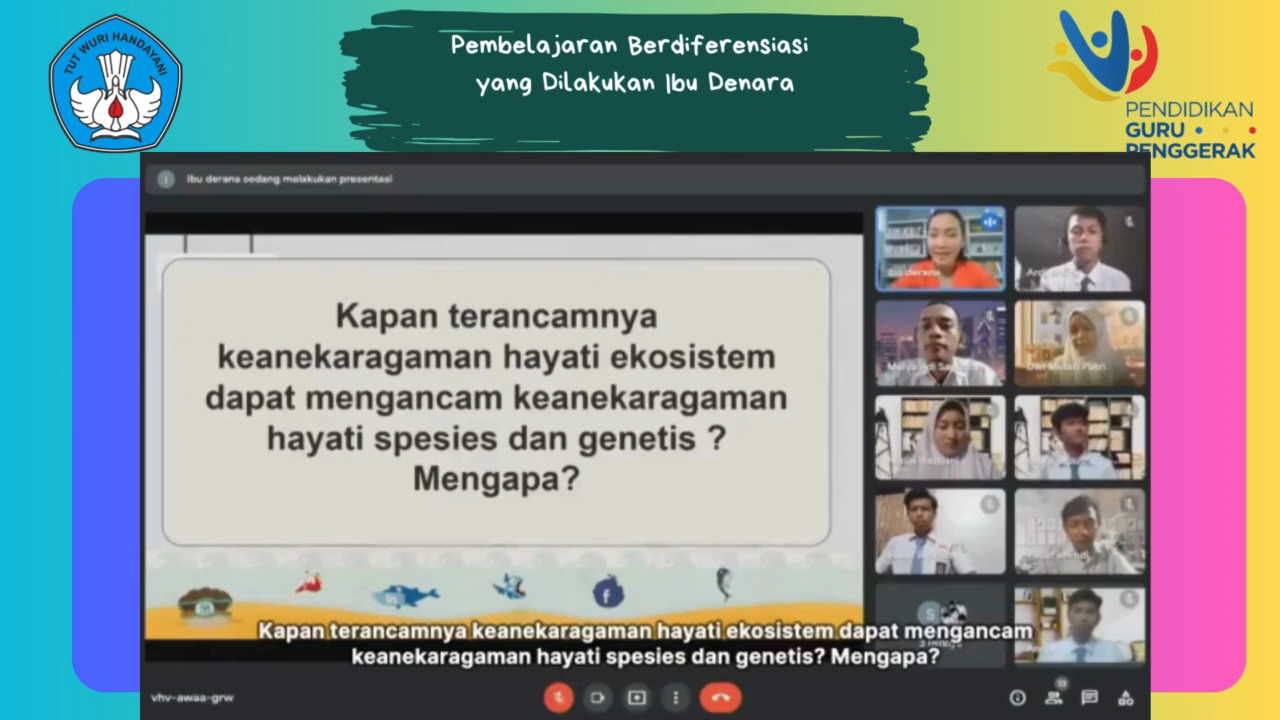 TUT WURI HANDAYANI
Pembelajaran Berdiferensiasi
yang Dilakukan Ibu Denara
PENDIDIKAN
GURU
PENGGERAK
Ibu derana sedang melakukan presentasi
Kapan terancamnya
keanekaragaman hayati ekosistem
dapat mengancam keanekaragaman
hayati spesies dan genetis ?
Mengapa?
Ibu derana
Dwi Melati Putri
Kapan terancamnya keanekaragaman hayati ekosistem dapat mengancam
keanekaragaman hayati spesies dan genetis? Mengapa?
vhv-awaa-grw
S
13